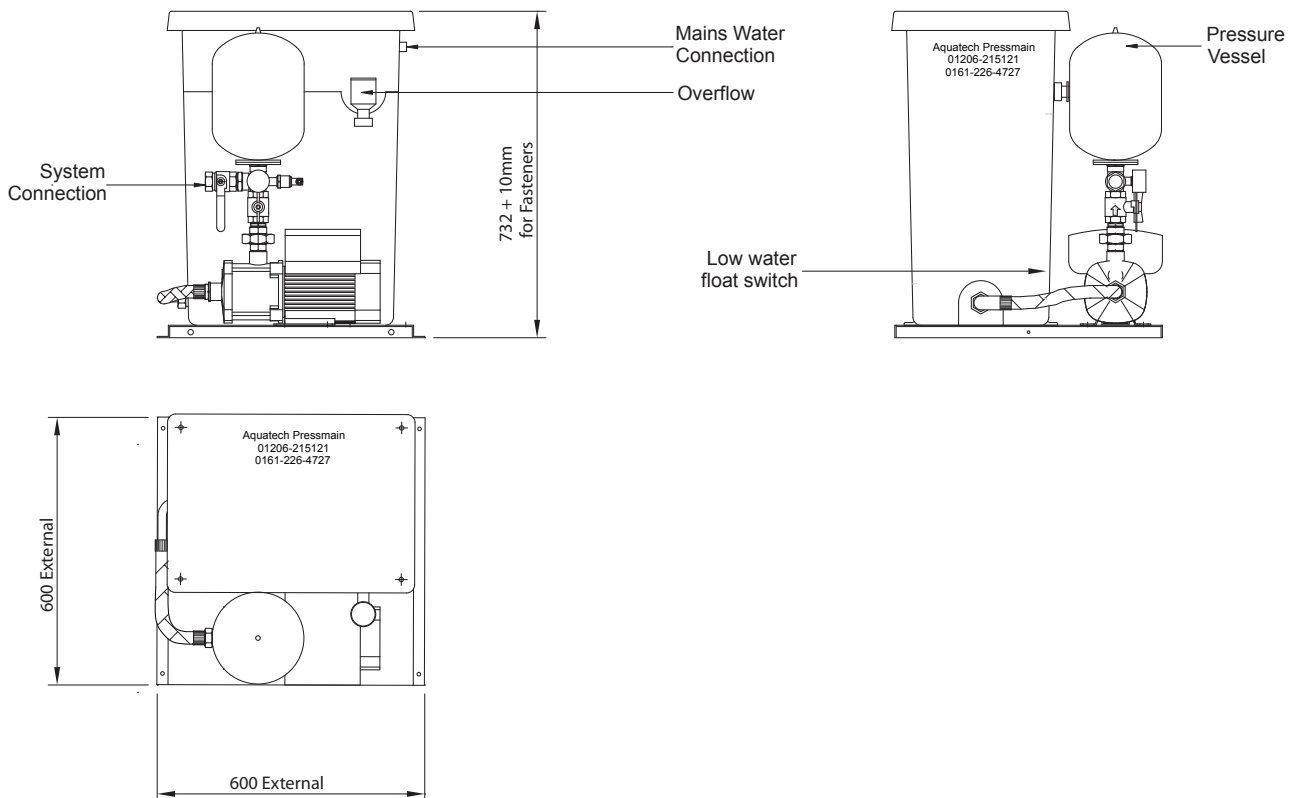 Mains Water
Connection
Overflow
System
Connection
732 + 10mm
for Fasteners
Aquatech Pressmain
01206-215121
0161-226-4727
Pressure
Vessel
Low water
float switch
Aquatech Pressmain
01206-215121
0161-226-4727
600 External
600 External